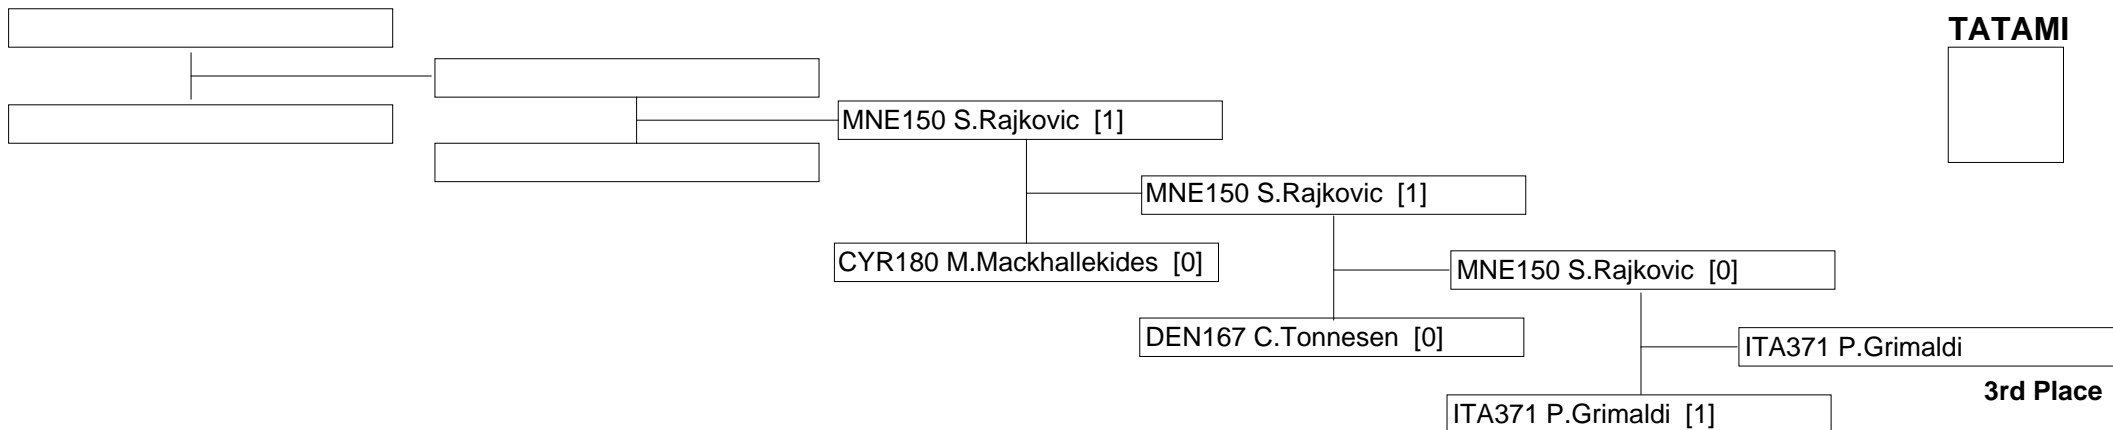 TATAMI
MNE150 S.Rajkovic [1]
MNE150 S.Rajkovic [1]
CYR180 M.Mackhallekides [0]
MNE150 S.Rajkovic [0]
DEN167 C.Tonnesen [0]
ITA371 P.Grimaldi
3rd Place
ITA371 P.Grimaldi [1]